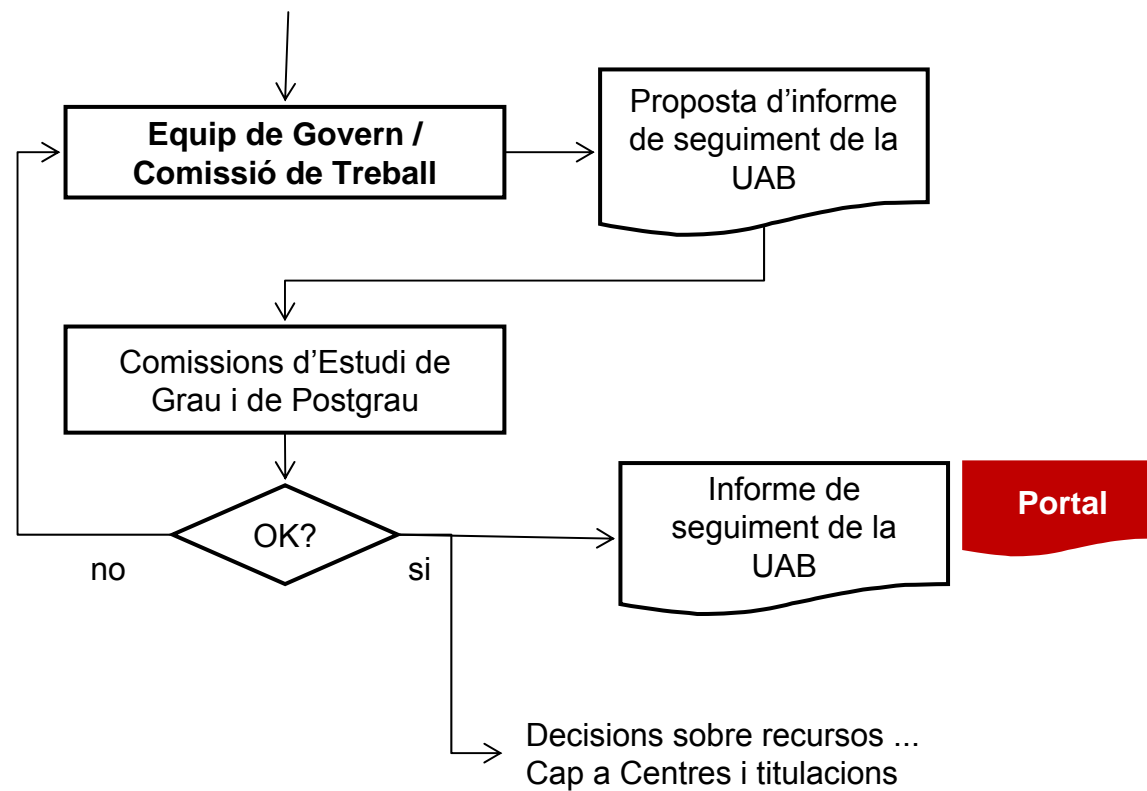 Equip de Govern /
Comissió de Treball
Proposta d’informe
de seguiment de la
UAB
Comissions d’Estudi de
Grau i de Postgrau
OK?
no
si
Informe de
seguiment de la
UAB
Portal
Decisions sobre recursos ...
Cap a Centres i titulacions